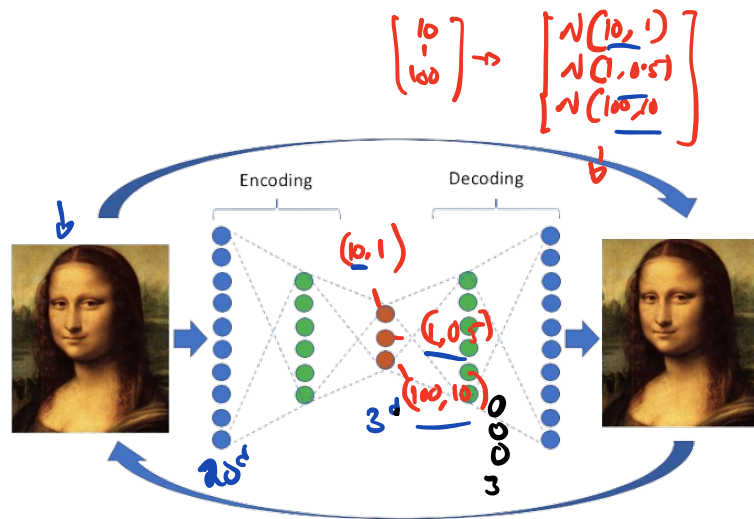 [10
1
100] → [N(10, 1)
N(1, 0.5)
N(100, 10]
Encoding
Decoding
(10, 1)
(1, 0.5)
(100, 10)
3d
20d
0
0
0
3